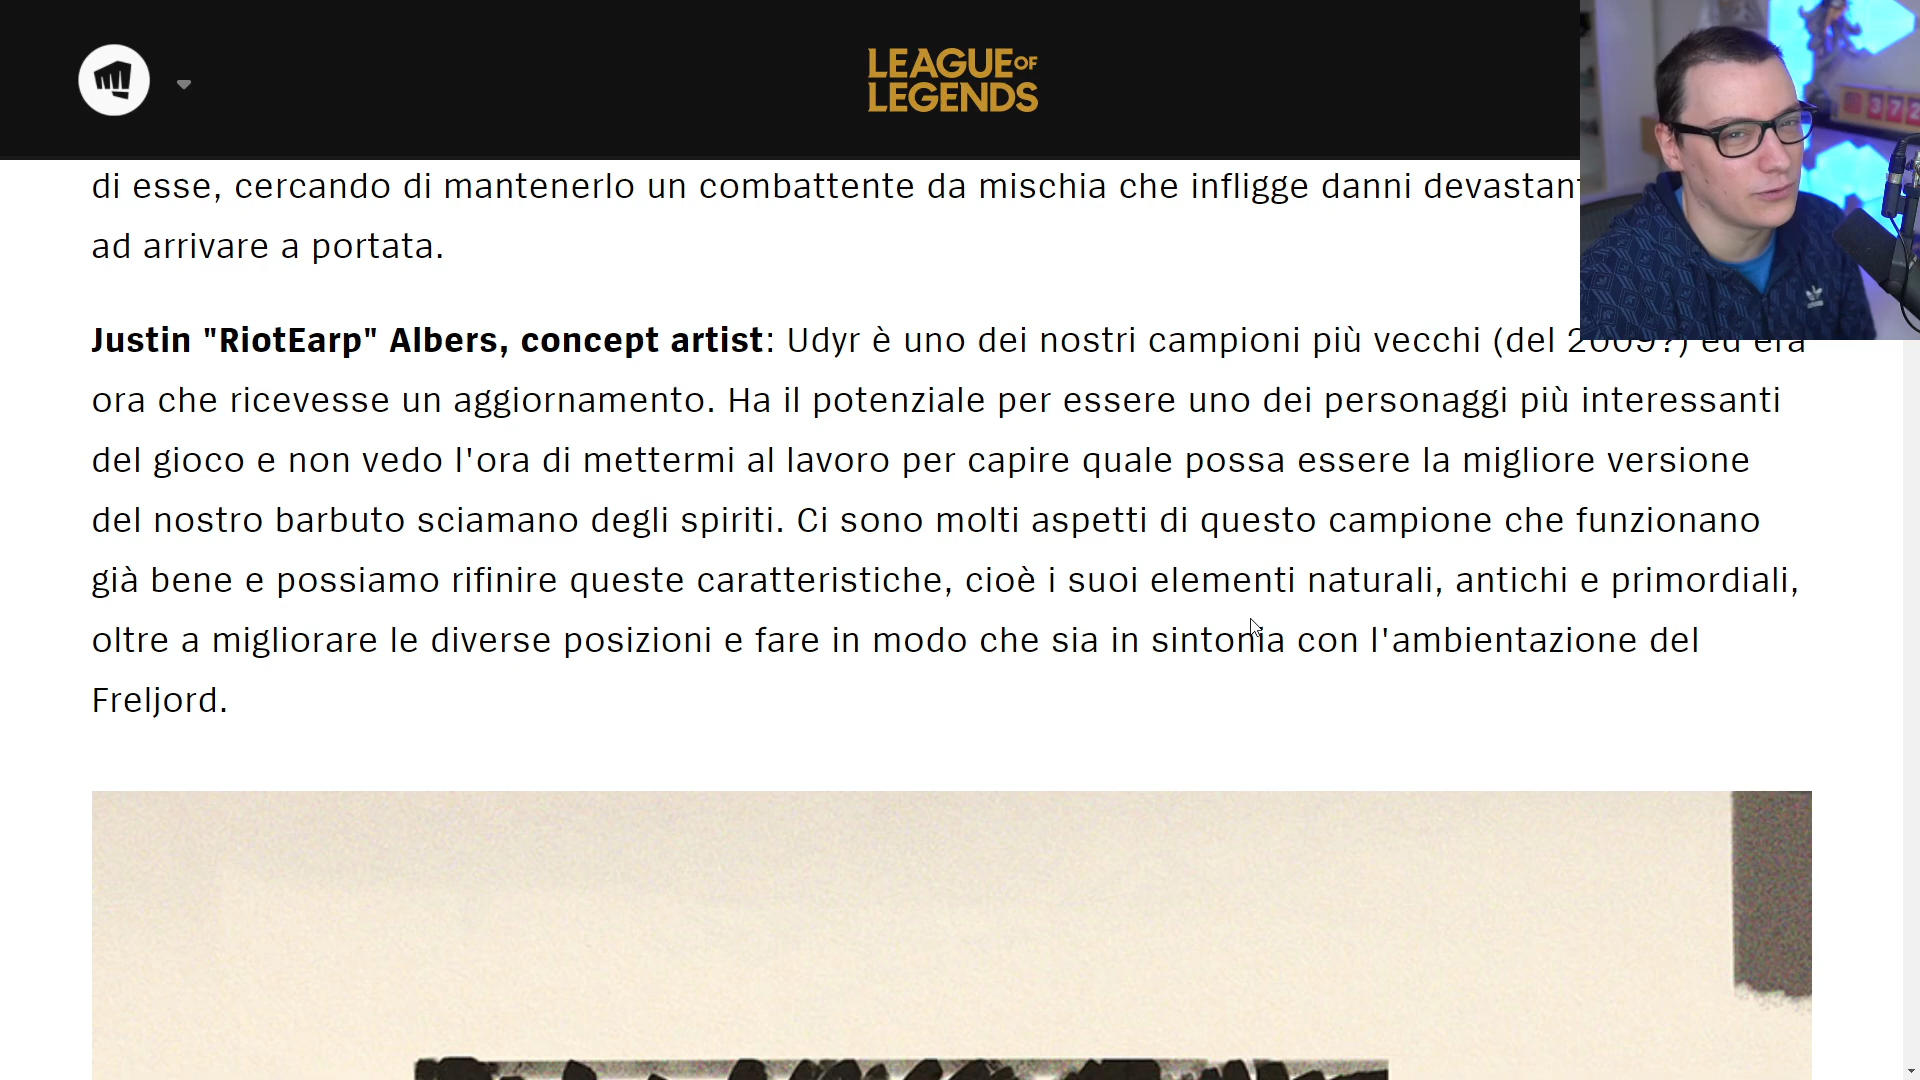 LEAGUE OF
LEGENDS
372
di esse, cercando di mantenerlo un combattente da mischia che infligge danni
ad arrivare a portata.
Justin "RiotEarp" Albers, concept artist: Udyr è uno dei nostri campioni più vecchi (del 2009?) ed era
ora che ricevesse un aggiornamento. Ha il potenziale per essere uno dei personaggi più interessanti
del gioco e non vedo l'ora di mettermi al lavoro per capire quale possa essere la migliore versione
del nostro barbuto sciamano degli spiriti. Ci sono molti aspetti di questo campione che funzionano
già bene e possiamo rifinire queste caratteristiche, cioè i suoi elementi naturali, antichi e primordiali,
oltre a migliorare le diverse posizioni e fare in modo che sia in sintonia con l'ambientazione del
Freljord.